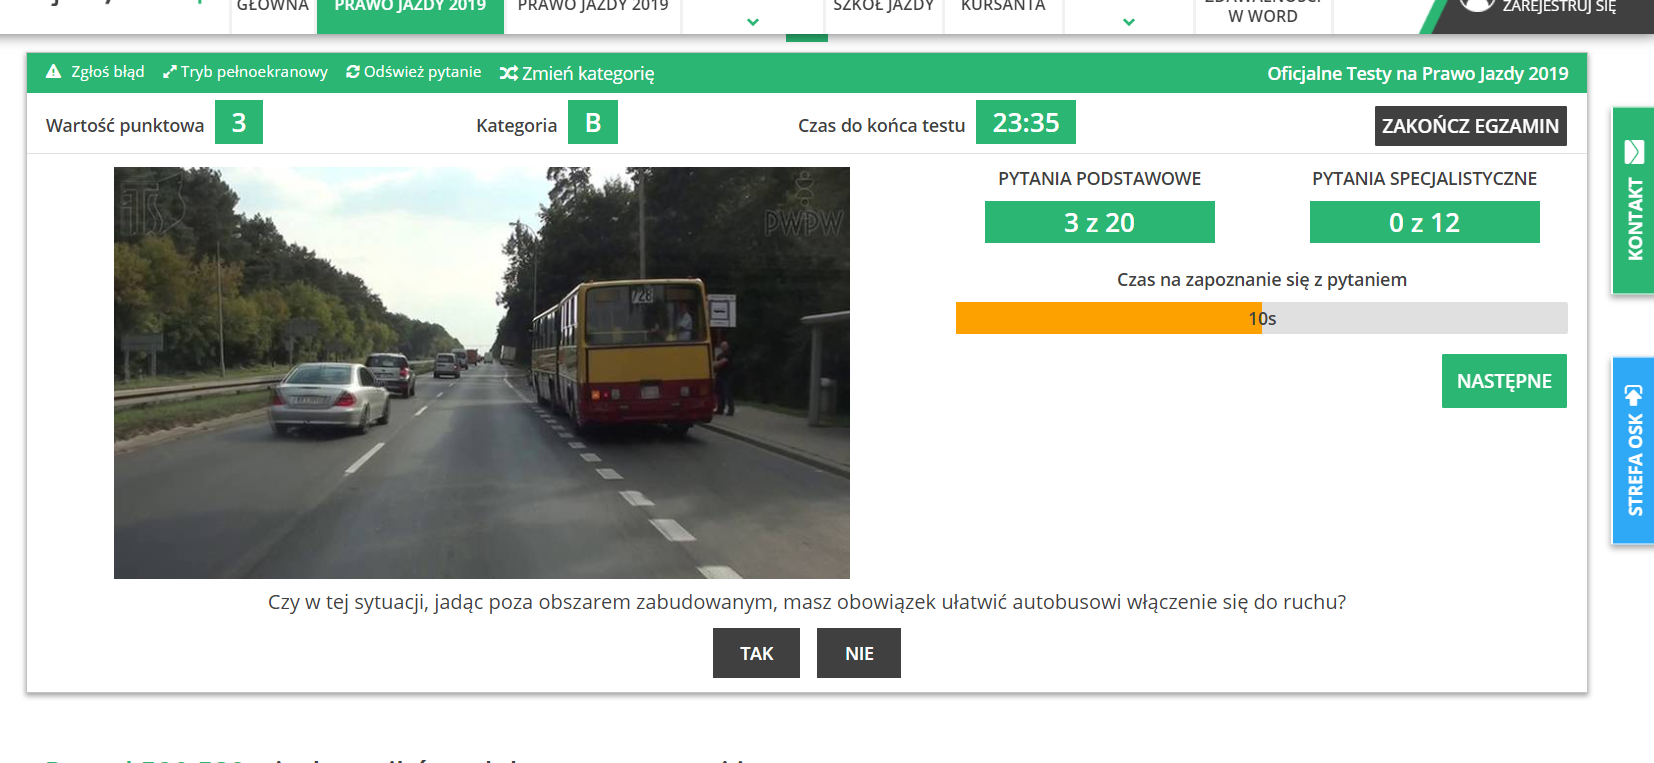 GŁÓWNA
PRAWO JAZDY 2019
PRAWO JAZDY 2019
SZKÓŁ JAZDY
KURSANTA
ZDAWALNOŚCI
W WORD
ZAREJESTRUJ SIĘ
Zgłoś błąd
Tryb pełnoekranowy
Odśwież pytanie
Zmień kategorię
Oficjalne Testy na Prawo Jazdy 2019
Wartość punktowa 3
Kategoria B
Czas do końca testu 23:35
ZAKOŃCZ EGZAMIN
PYTANIA PODSTAWOWE
PYTANIA SPECJALISTYCZNE
3 z 20
0 z 12
Czas na zapoznanie się z pytaniem
10s
NASTĘPNE
KONTAKT
STREFA OSK
PWPW
728
Czy w tej sytuacji, jadąc poza obszarem zabudowanym, masz obowiązek ułatwić autobusowi włączenie się do ruchu?
TAK
NIE